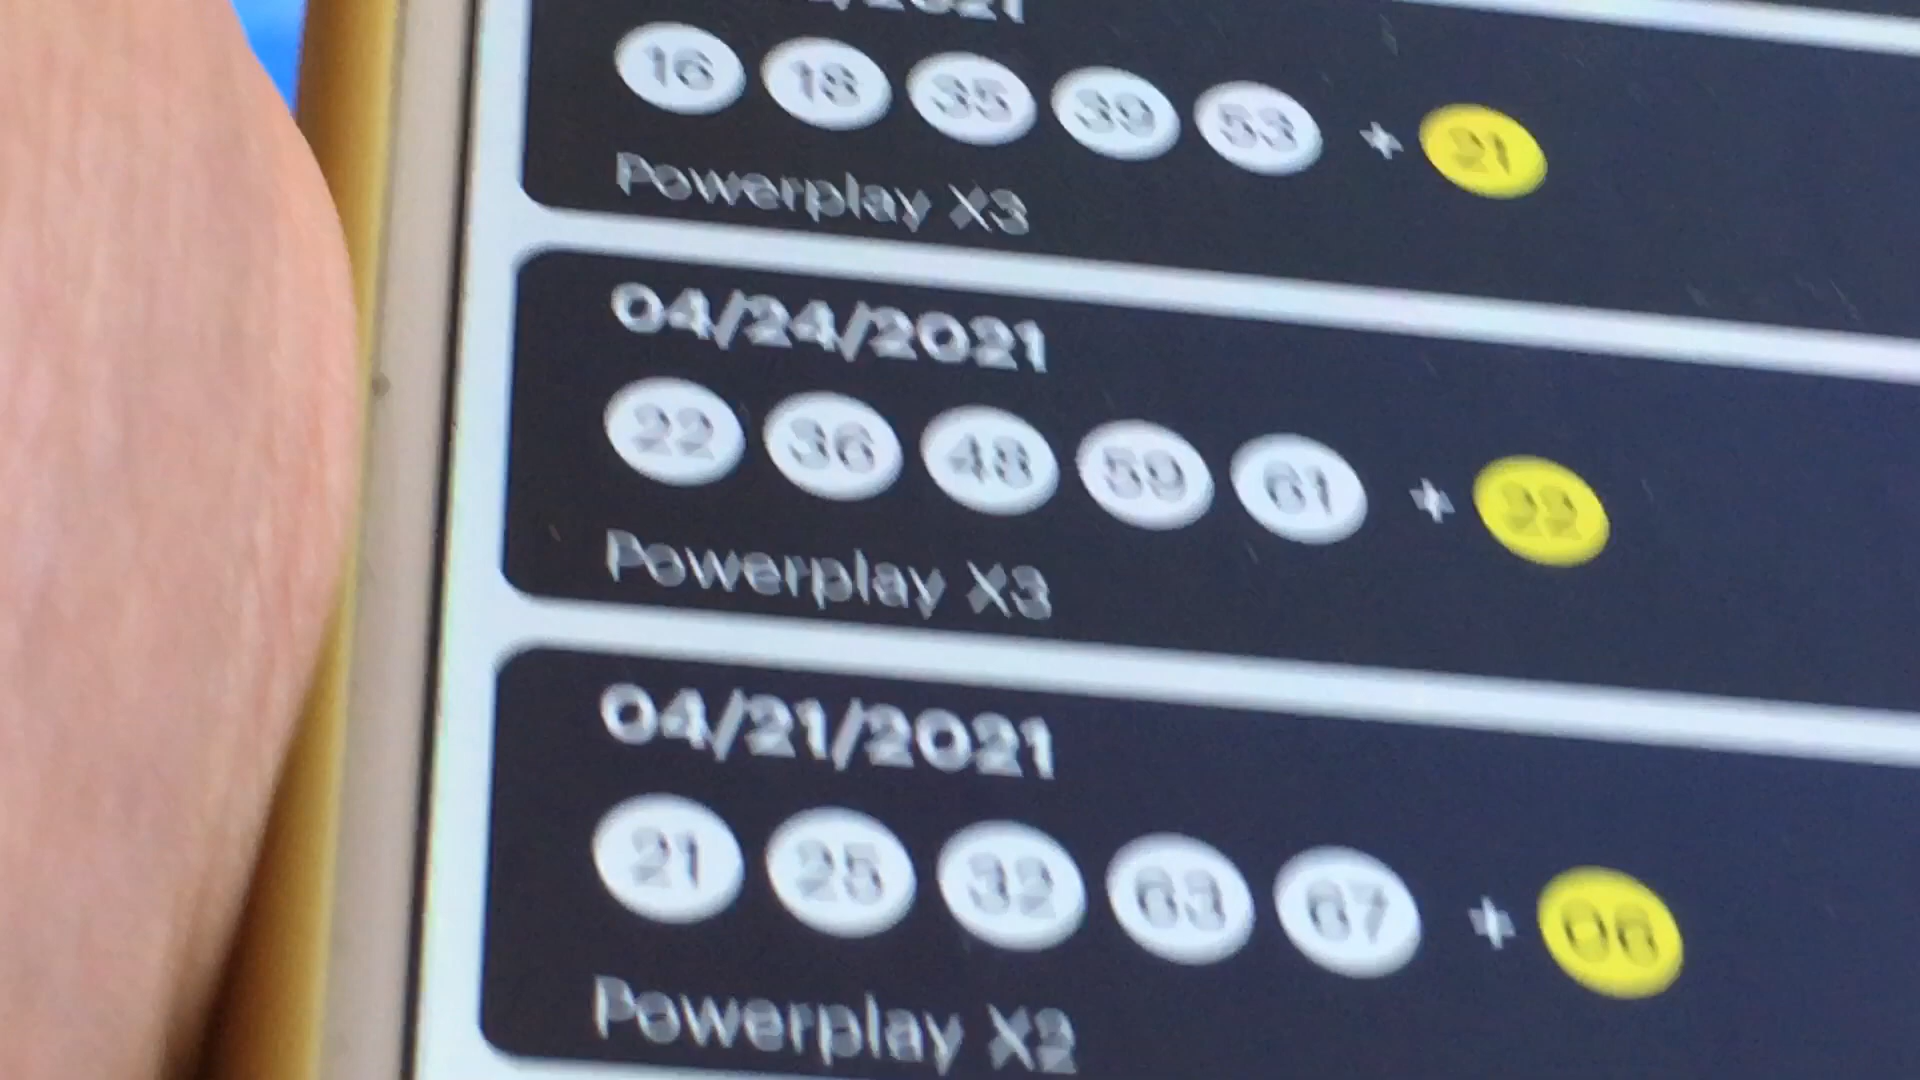 16 18 35 39 53 + 21
Powerplay X3
04/24/2021
22 36 48 59 61 + 22
Powerplay X3
04/21/2021
21 25 32 63 67 + 06
Powerplay X2